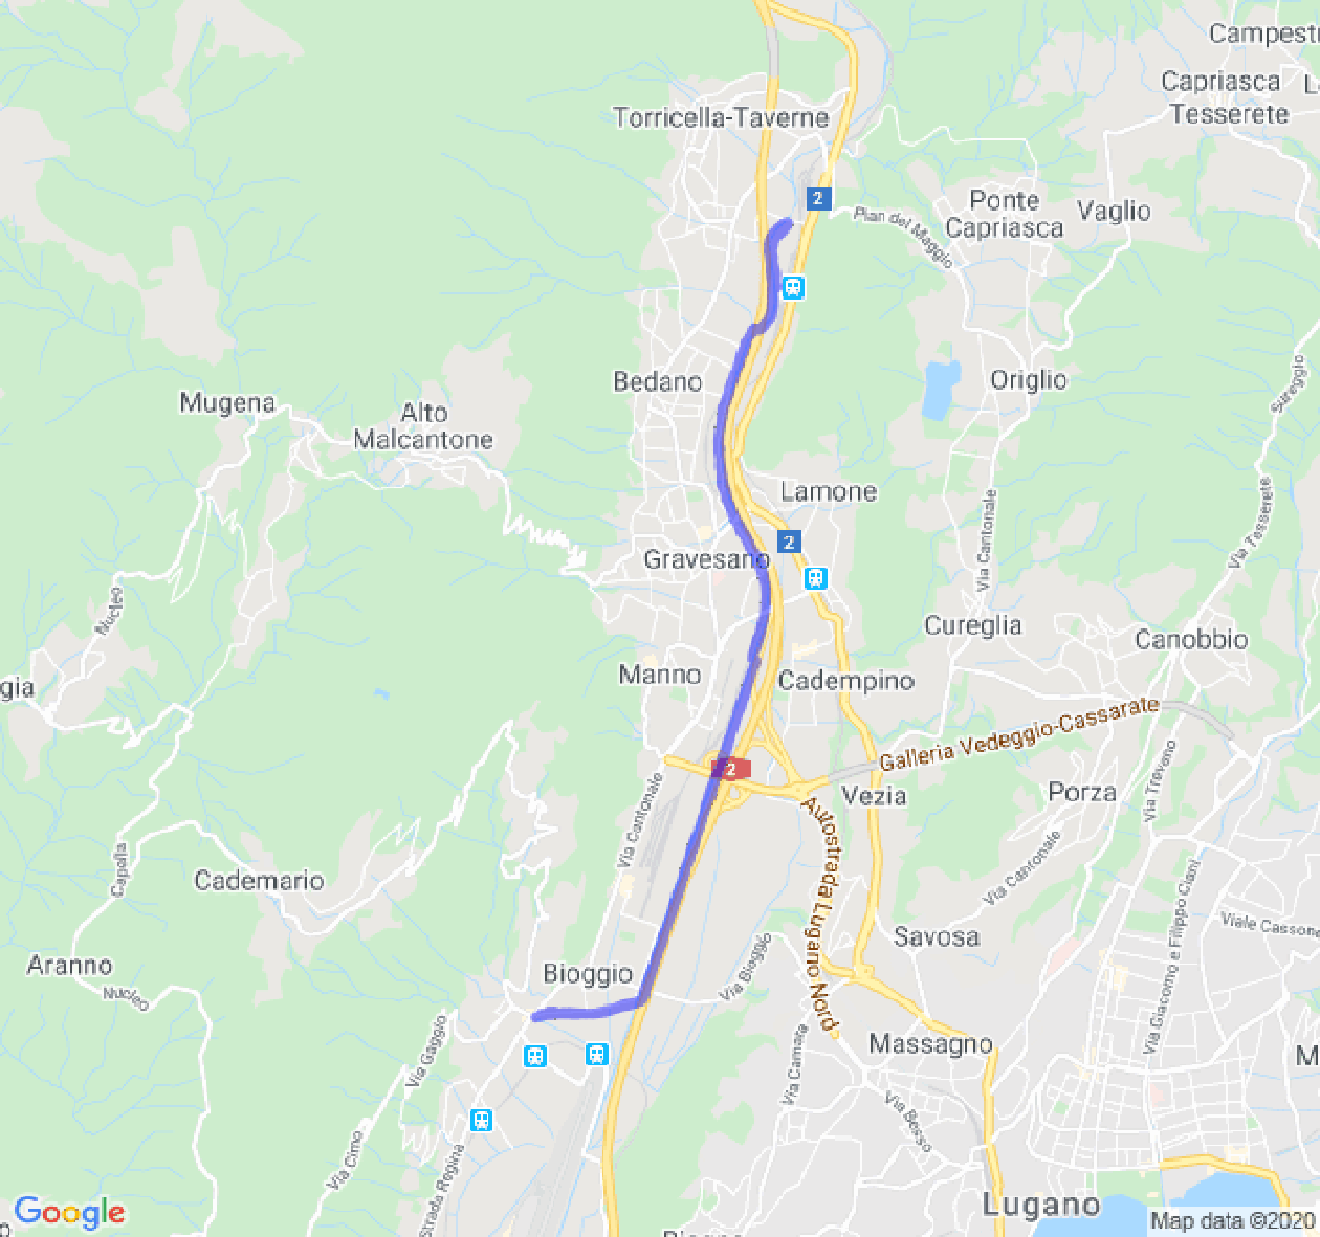 Campestr
Capriasca
Tesserete
L
Torricella-Taverne
2
Ponte
Capriasca
Vaglio
Pian del Maggio
Bedano
Origlio
Sureggio
Mugena
Alto
Malcantone
Lamone
Via Cantonale
Via Tesserete
2
Gravesano
Nucleo
Cureglia
Canobbio
gia
Manno
Cadempino
Galleria Vedeggio-Cassarate
2
Vezia
Porza
Via Trevano
Via Cantonale
Autostrada Lugano Nord
Capella
Cademario
Via Cantonale
Via Giacomo e Filippo Ciani
Viale Cassone
Savosa
Aranno
Nucleo
Bioggio
Via Bioggio
Via Gaggio
Massagno
M
Via Camara
Via Besso
Via Cimo
Strada Regina
Lugano
Google
Map data ©2020